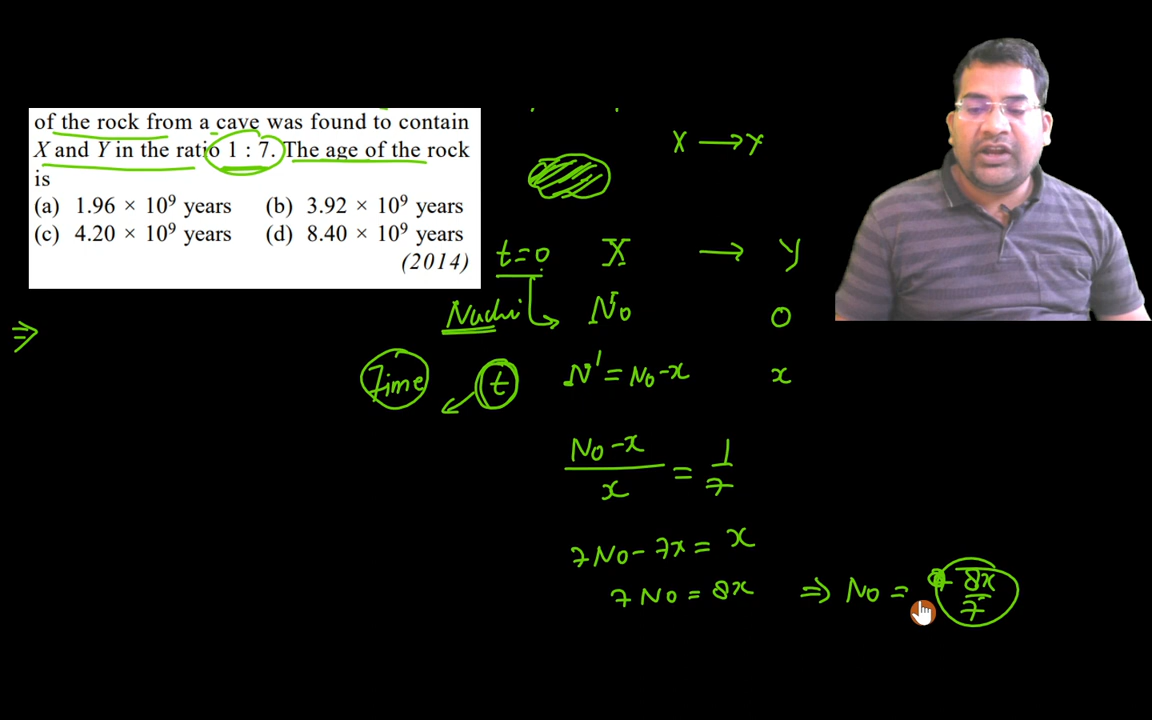 of the rock from a cave was found to contain
X and Y in the ratio 1 : 7. The age of the rock
is
(a) 1.96 × 10⁹ years (b) 3.92 × 10⁹ years
(c) 4.20 × 10⁹ years (d) 8.40 × 10⁹ years
(2014)
X → Y
t=0 X → Y
Nuclei N₀ 0
Time t N' = N₀-x x
N₀-x / x = 1/7
7N₀-7x = x
7N₀ = 8x ⇒ N₀ = 8x/7